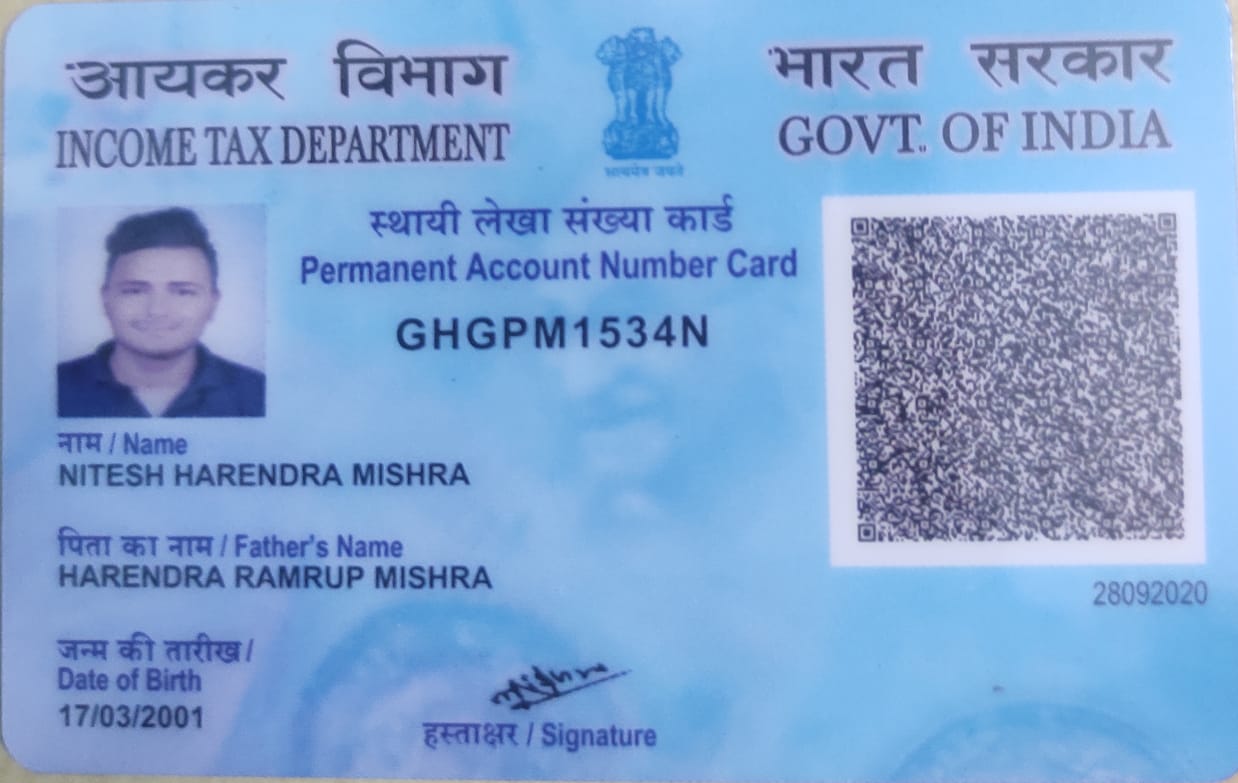 आयकर विभाग
INCOME TAX DEPARTMENT
भारत सरकार
GOVT. OF INDIA
सत्यमेव जयते
स्थायी लेखा संख्या कार्ड
Permanent Account Number Card
GHGPM1534N
नाम / Name
NITESH HARENDRA MISHRA
पिता का नाम / Father's Name
HARENDRA RAMRUP MISHRA
28092020
जन्म की तारीख /
Date of Birth
17/03/2001
हस्ताक्षर / Signature